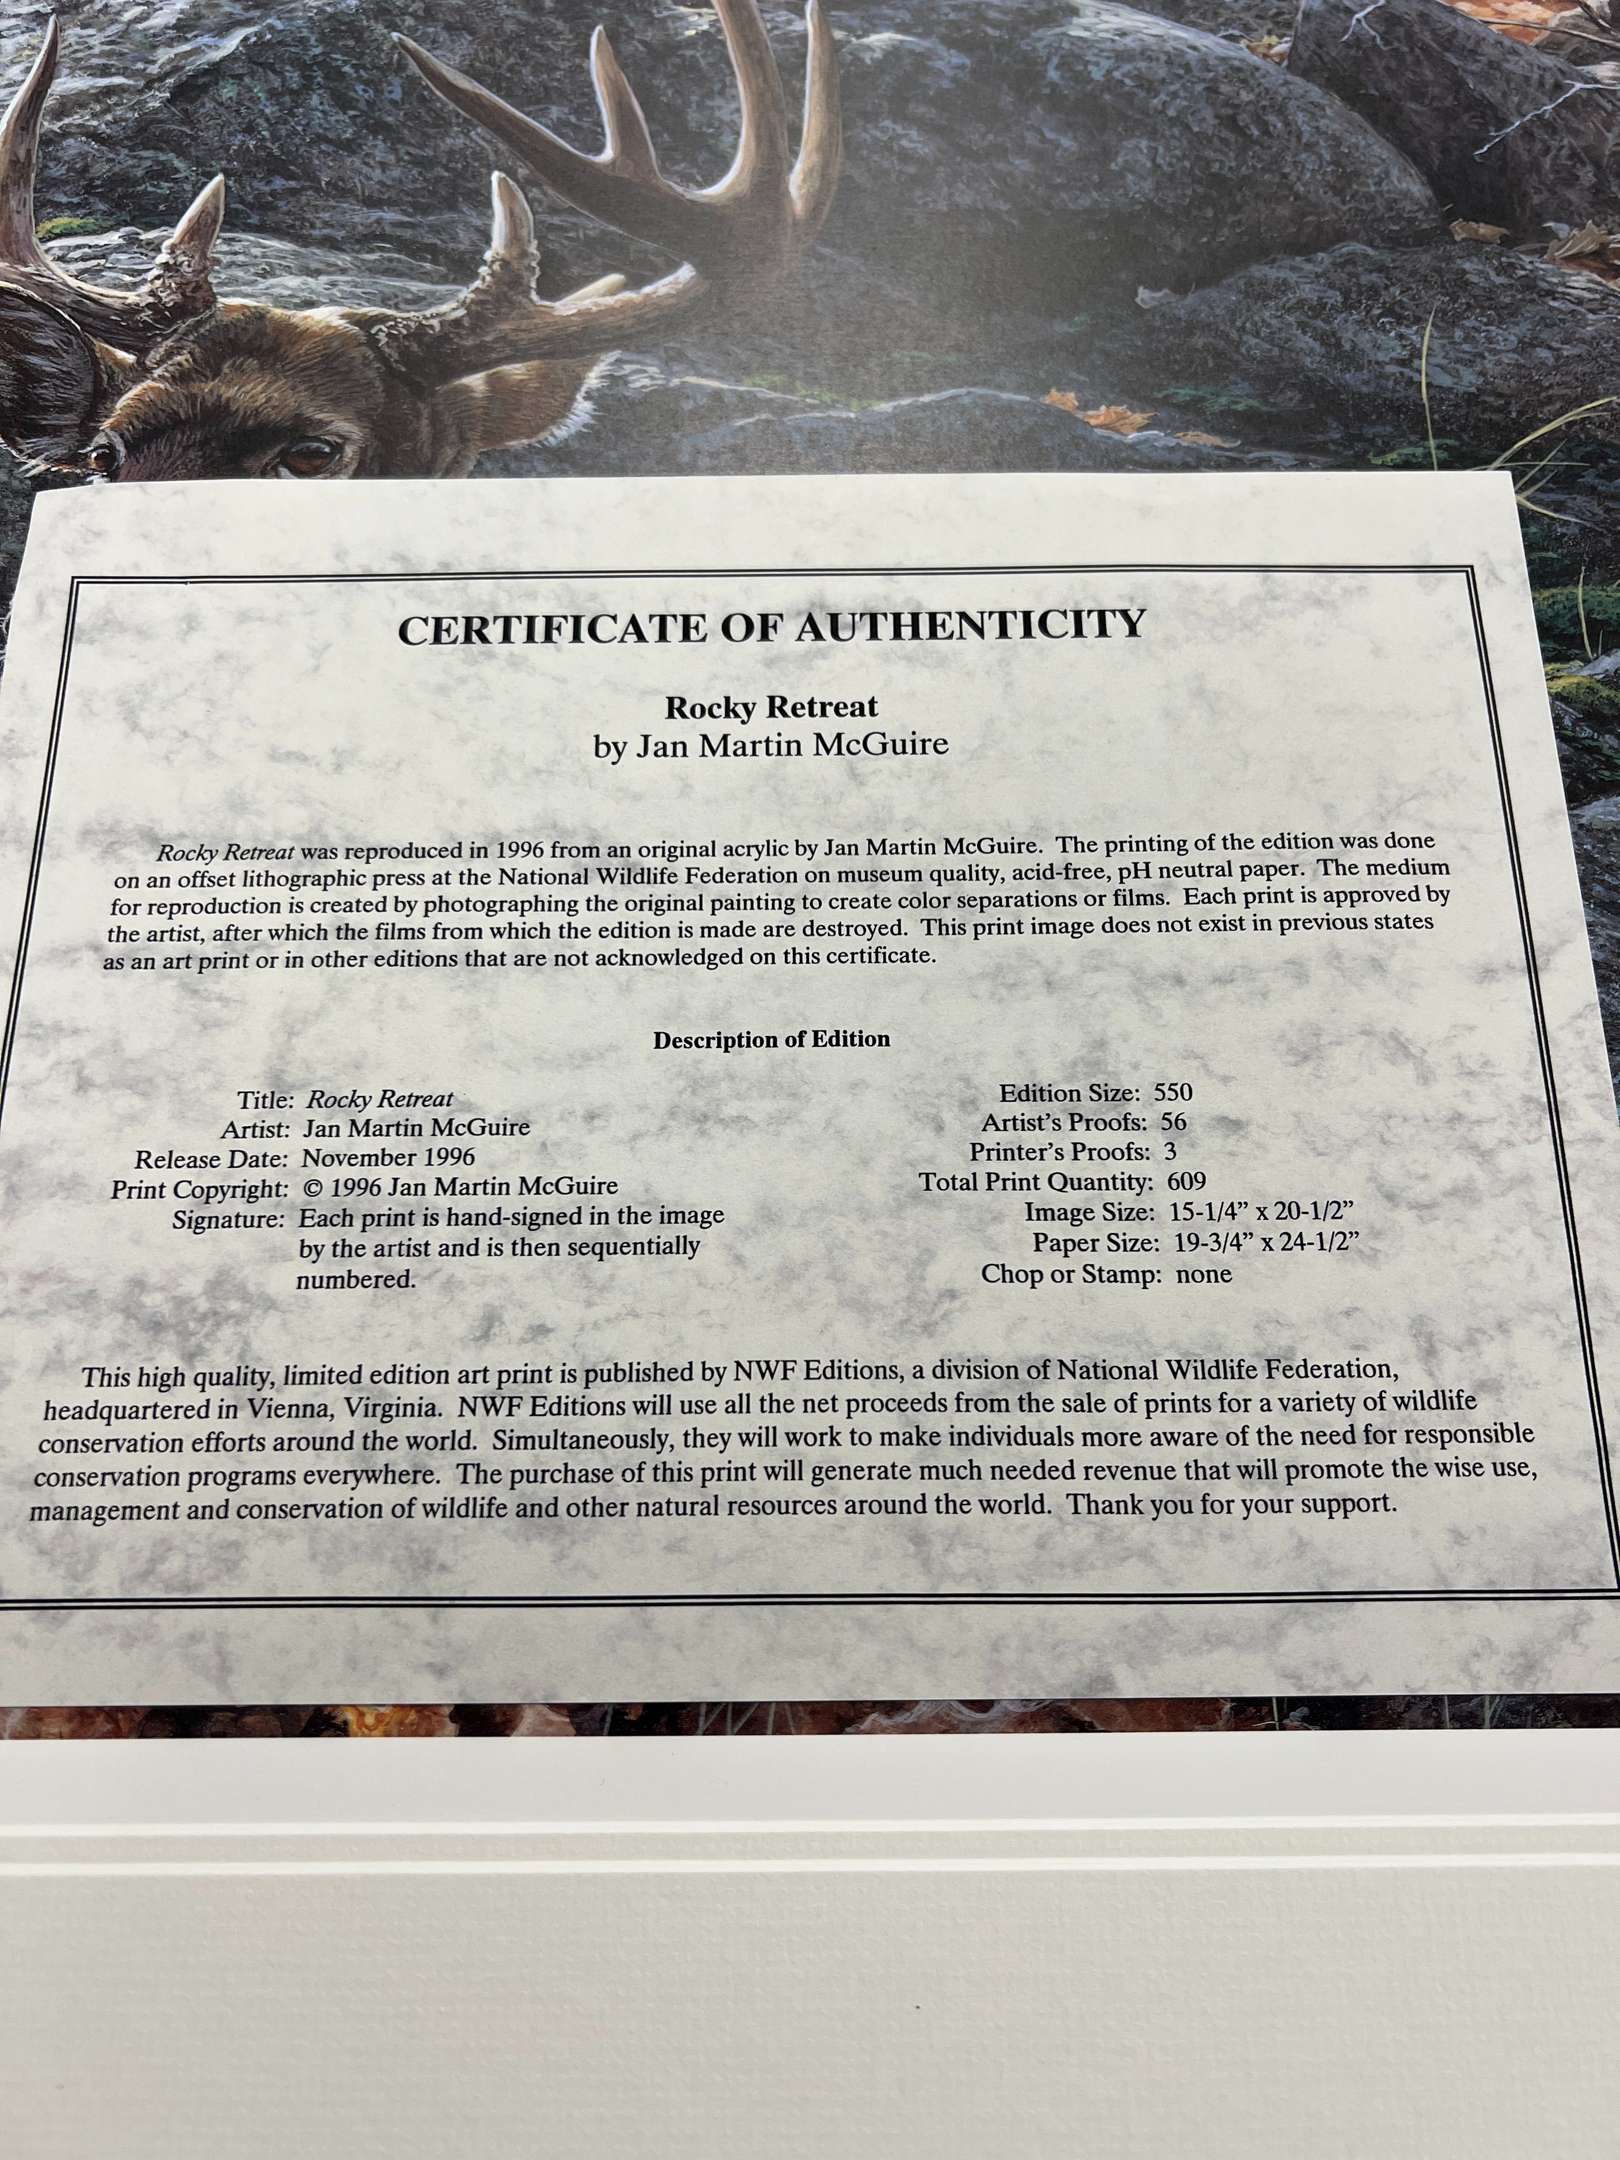 CERTIFICATE OF AUTHENTICITY
Rocky Retreat
by Jan Martin McGuire
Rocky Retreat was reproduced in 1996 from an original acrylic by Jan Martin McGuire. The printing of the edition was done
on an offset lithographic press at the National Wildlife Federation on museum quality, acid-free, pH neutral paper. The medium
for reproduction is created by photographing the original painting to create color separations or films. Each print is approved by
the artist, after which the films from which the edition is made are destroyed. This print image does not exist in previous states
as an art print or in other editions that are not acknowledged on this certificate.
Description of Edition
Title: Rocky Retreat
Artist: Jan Martin McGuire
Release Date: November 1996
Print Copyright: © 1996 Jan Martin McGuire
Signature: Each print is hand-signed in the image
by the artist and is then sequentially
numbered.
Edition Size: 550
Artist's Proofs: 56
Printer's Proofs: 3
Total Print Quantity: 609
Image Size: 15-1/4” x 20-1/2”
Paper Size: 19-3/4” x 24-1/2”
Chop or Stamp: none
This high quality, limited edition art print is published by NWF Editions, a division of National Wildlife Federation,
headquartered in Vienna, Virginia. NWF Editions will use all the net proceeds from the sale of prints for a variety of wildlife
conservation efforts around the world. Simultaneously, they will work to make individuals more aware of the need for responsible
conservation programs everywhere. The purchase of this print will generate much needed revenue that will promote the wise use,
management and conservation of wildlife and other natural resources around the world. Thank you for your support.